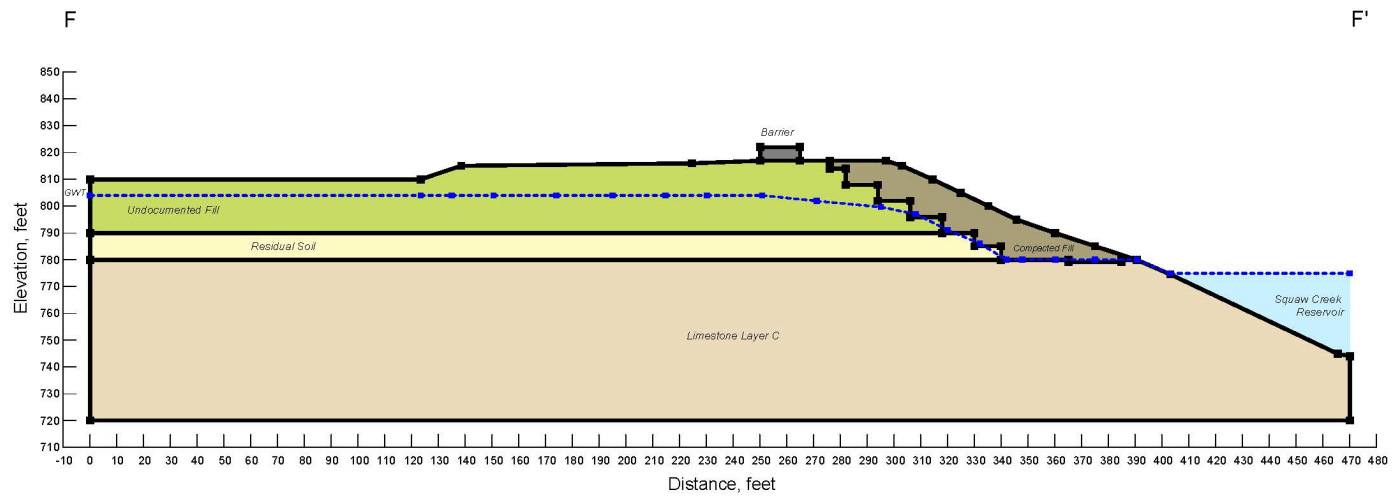 F F'
Elevation, feet
850
840
830
820
810
800
790
780
770
760
750
740
730
720
710
Barrier
GWT
Undocumented Fill
Residual Soil
Compacted Fill
Squaw Creek
Reservoir
Limestone Layer C
-10 0 10 20 30 40 50 60 70 80 90 100 110 120 130 140 150 160 170 180 190 200 210 220 230 240 250 260 270 280 290 300 310 320 330 340 350 360 370 380 390 400 410 420 430 440 450 460 470 480
Distance, feet